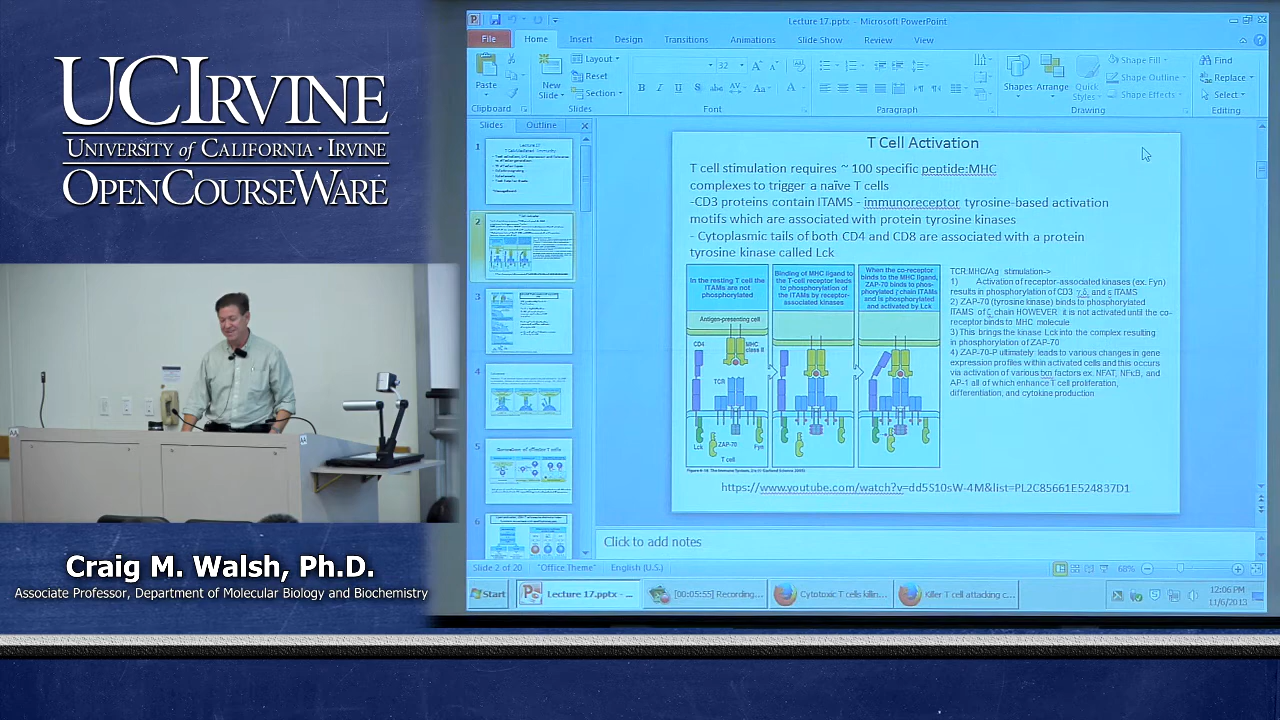 UCIRVINE
UNIVERSITY of CALIFORNIA · IRVINE
OPENCOURSEWARE
Craig M. Walsh, Ph.D.
Associate Professor, Department of Molecular Biology and Biochemistry
Lecture 17.pptx - Microsoft PowerPoint
File Home Insert Design Transitions Animations Slide Show Review View
Paste
New
Slide
Layout
Reset
Section
32
B I U S abc AV Aa A
Shapes Arrange Quick
Styles
Shape Fill
Shape Outline
Shape Effects
Find
Replace
Select
Clipboard Slides Font Paragraph Drawing Editing
Slides Outline
1
2
3
4
5
6
T Cell Activation
T cell stimulation requires ~ 100 specific peptide:MHC
complexes to trigger a naïve T cells
-CD3 proteins contain ITAMS - immunoreceptor tyrosine-based activation
motifs which are associated with protein tyrosine kinases
- Cytoplasmic tails of both CD4 and CD8 are associated with a protein
tyrosine kinase called Lck
In the resting T cell the
ITAMs are not
phosphorylated
Binding of MHC ligand to
the T-cell receptor leads to
phosphorylation of
the ITAMs by receptor-
associated kinases
When the co-receptor
binds to the MHC ligand,
ZAP-70 binds to phos-
phorylated ζ chain ITAMs
and is phosphorylated
and activated by Lck
Antigen-presenting cell
CD4
MHC
class II
TCR
Lck
ZAP-70
Fyn
T cell
TCR:MHC/Ag stimulation->
1) Activation of receptor-associated kinases (ex. Fyn)
results in phosphorylation of CD3 γ,δ, and ε ITAMS
2) ZAP-70 (tyrosine kinase) binds to phosphorylated
ITAMS of ζ chain HOWEVER it is not activated until the co-
receptor binds to MHC molecule
3) This brings the kinase Lck into the complex resulting
in phosphorylation of ZAP-70
4) ZAP-70-P ultimately leads to various changes in gene
expression profiles within activated cells and this occurs
via activation of various txn factors ex. NFAT, NFκB, and
AP-1 all of which enhance T cell proliferation,
differentiation, and cytokine production
https://www.youtube.com/watch?v=dd5S10sW-4M&list=PL2C85661E524837D1
Click to add notes
Slide 2 of 20 "Office Theme" English (U.S.) 68%
Start Lecture 17.pptx - ... [00:05:55] Recording... Cytotoxic T cells killin... Killer T cell attacking c...
12:06 PM
11/6/2013